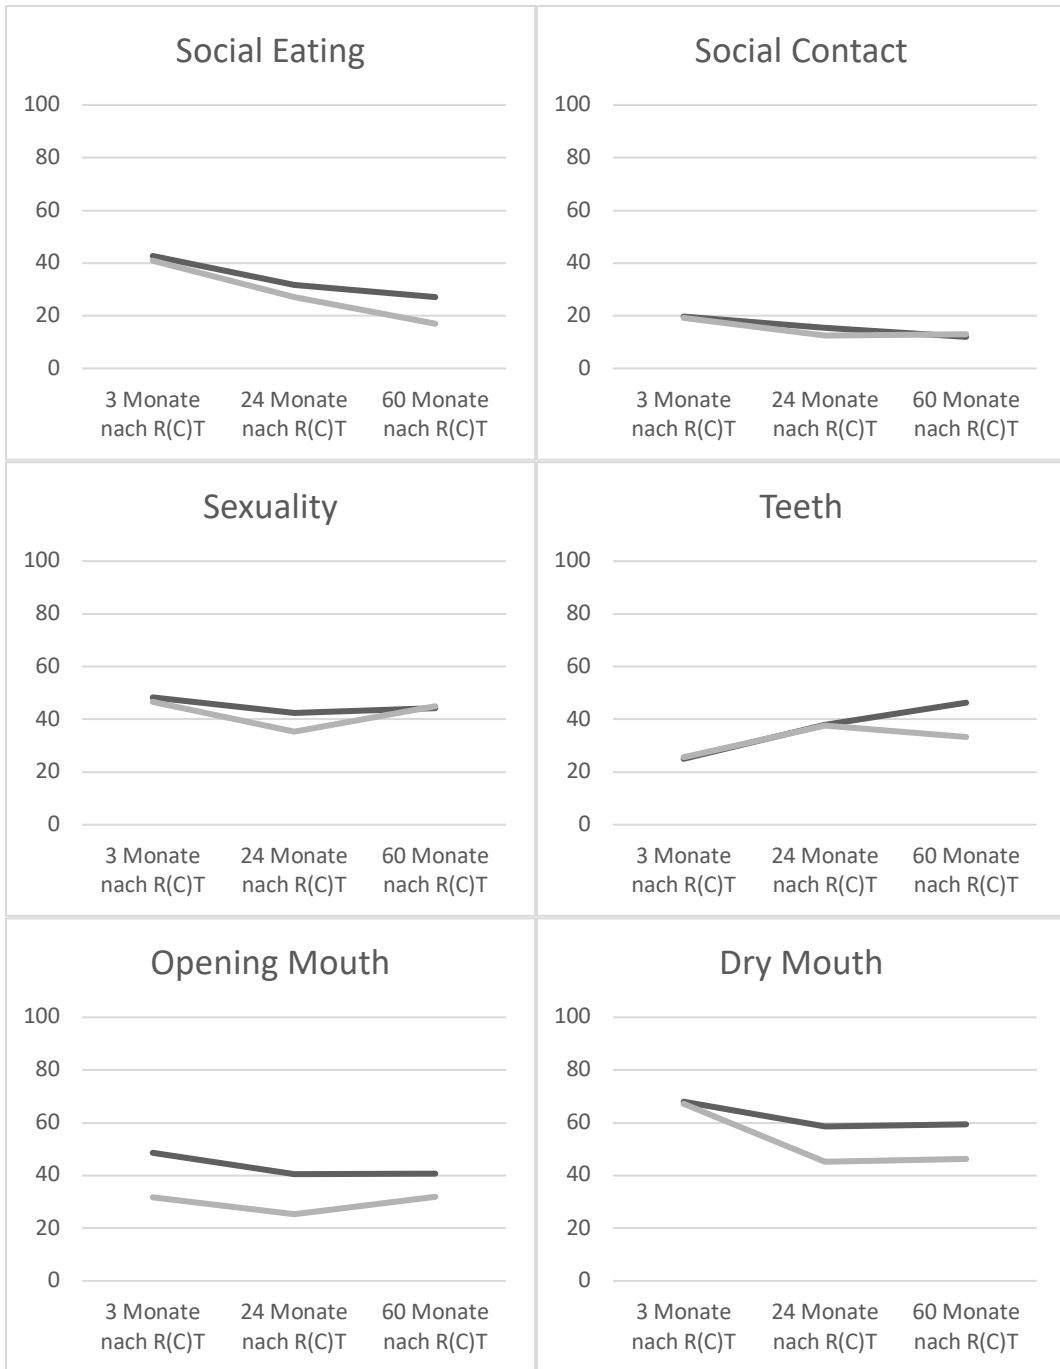 Social Eating
100
80
60
40
20
0
3 Monate nach R(C)T
24 Monate nach R(C)T
60 Monate nach R(C)T
Social Contact
100
80
60
40
20
0
3 Monate nach R(C)T
24 Monate nach R(C)T
60 Monate nach R(C)T
Sexuality
100
80
60
40
20
0
3 Monate nach R(C)T
24 Monate nach R(C)T
60 Monate nach R(C)T
Teeth
100
80
60
40
20
0
3 Monate nach R(C)T
24 Monate nach R(C)T
60 Monate nach R(C)T
Opening Mouth
100
80
60
40
20
0
3 Monate nach R(C)T
24 Monate nach R(C)T
60 Monate nach R(C)T
Dry Mouth
100
80
60
40
20
0
3 Monate nach R(C)T
24 Monate nach R(C)T
60 Monate nach R(C)T